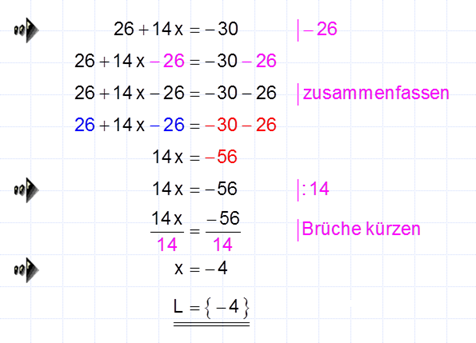 26 + 14x = −30 | − 26
26 + 14x − 26 = −30 − 26
26 + 14x − 26 = −30 − 26 | zusammenfassen
26 + 14x − 26 = −30 − 26
14x = −56
14x = −56 | : 14
14x/14 = −56/14 | Brüche kürzen
x = −4
L = { −4 }